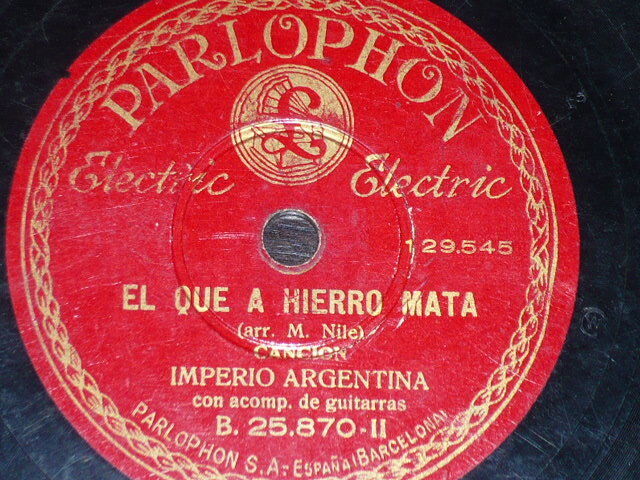 PARLOPHON
Electric Electric
129.545
EL QUE A HIERRO MATA
(arr. M. Nile)
CANCION
IMPERIO ARGENTINA
con acomp. de guitarras
B. 25.870-II
PARLOPHON S.A.-ESPAÑA (BARCELONA)